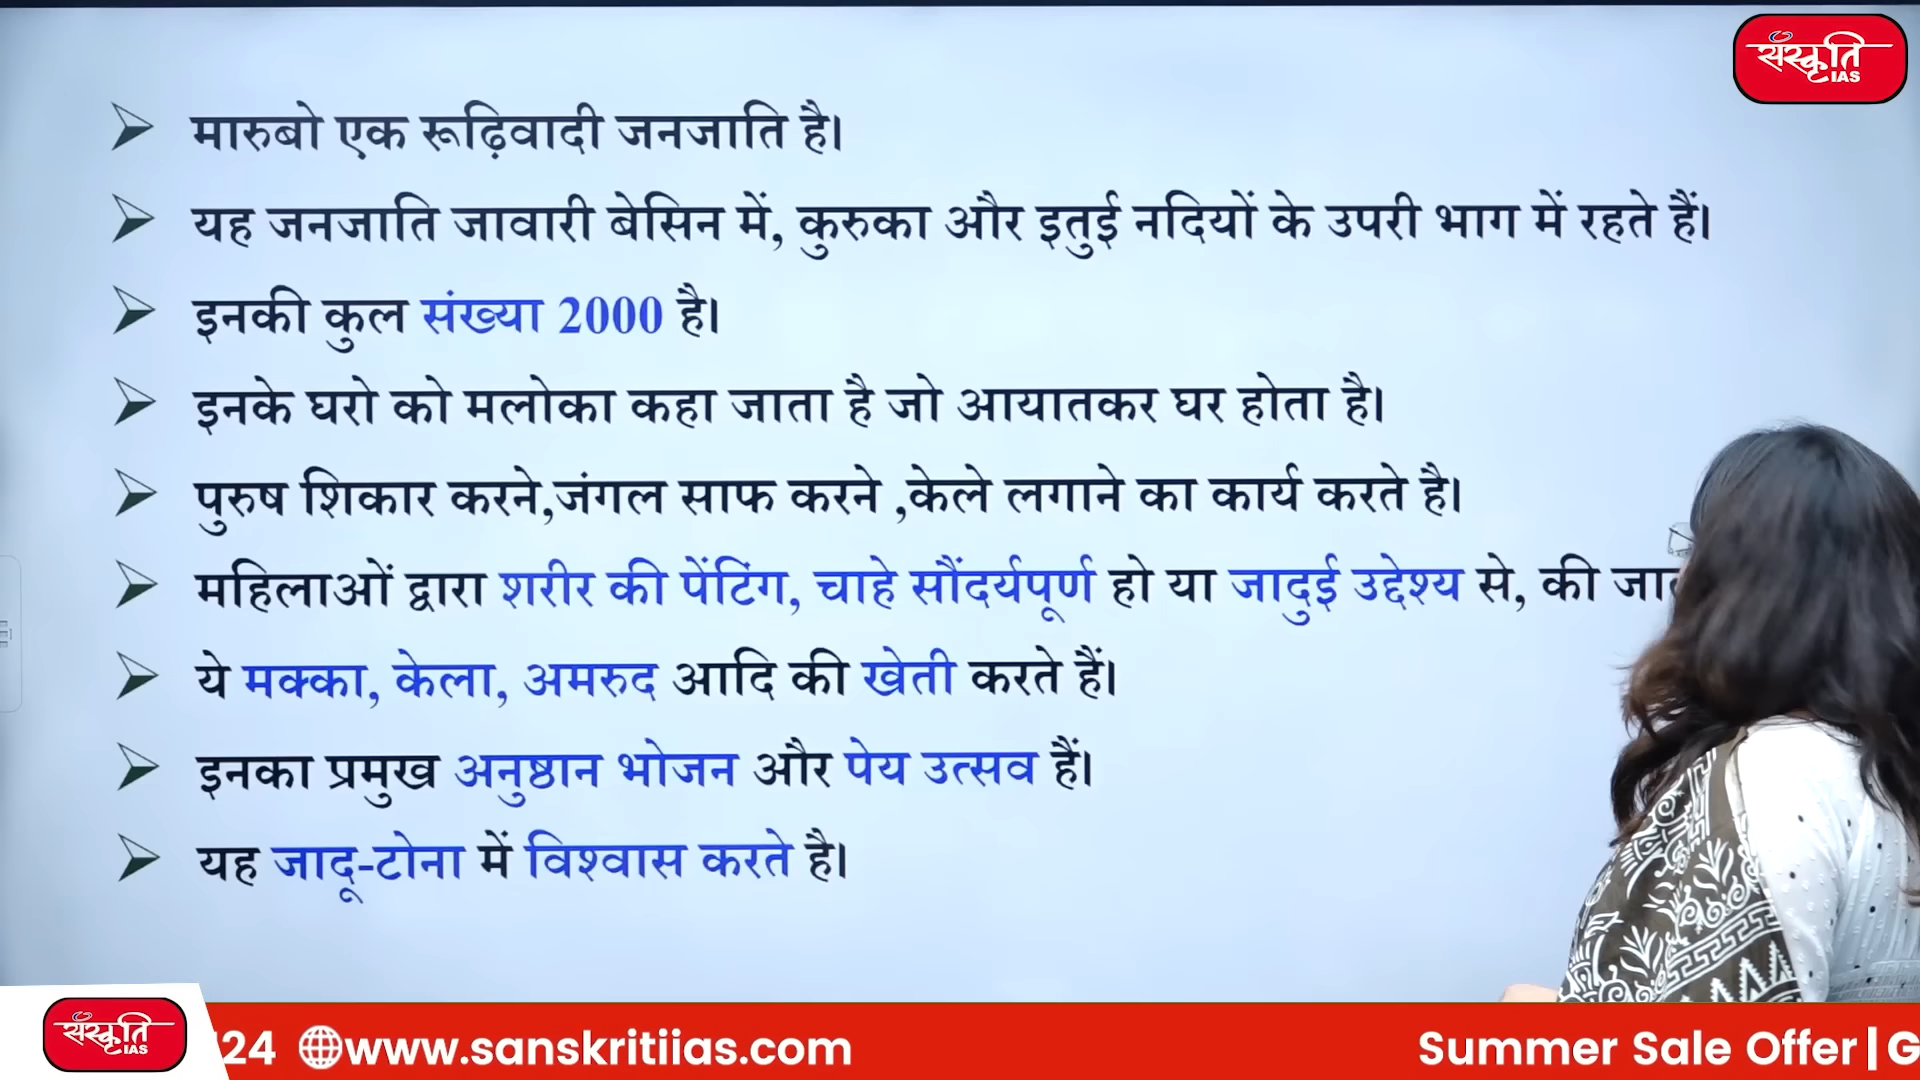 संस्कृति
IAS
मारुबो एक रूढ़िवादी जनजाति है।
यह जनजाति जावारी बेसिन में, कुरुका और इतुई नदियों के उपरी भाग में रहते हैं।
इनकी कुल संख्या 2000 है।
इनके घरो को मलोका कहा जाता है जो आयातकर घर होता है।
पुरुष शिकार करने,जंगल साफ करने ,केले लगाने का कार्य करते है।
महिलाओं द्वारा शरीर की पेंटिंग, चाहे सौंदर्यपूर्ण हो या जादुई उद्देश्य से, की
ये मक्का, केला, अमरुद आदि की खेती करते हैं।
इनका प्रमुख अनुष्ठान भोजन और पेय उत्सव हैं।
यह जादू-टोना में विश्वास करते है।
संस्कृति
IAS
24 www.sanskritiias.com Summer Sale Offer | G